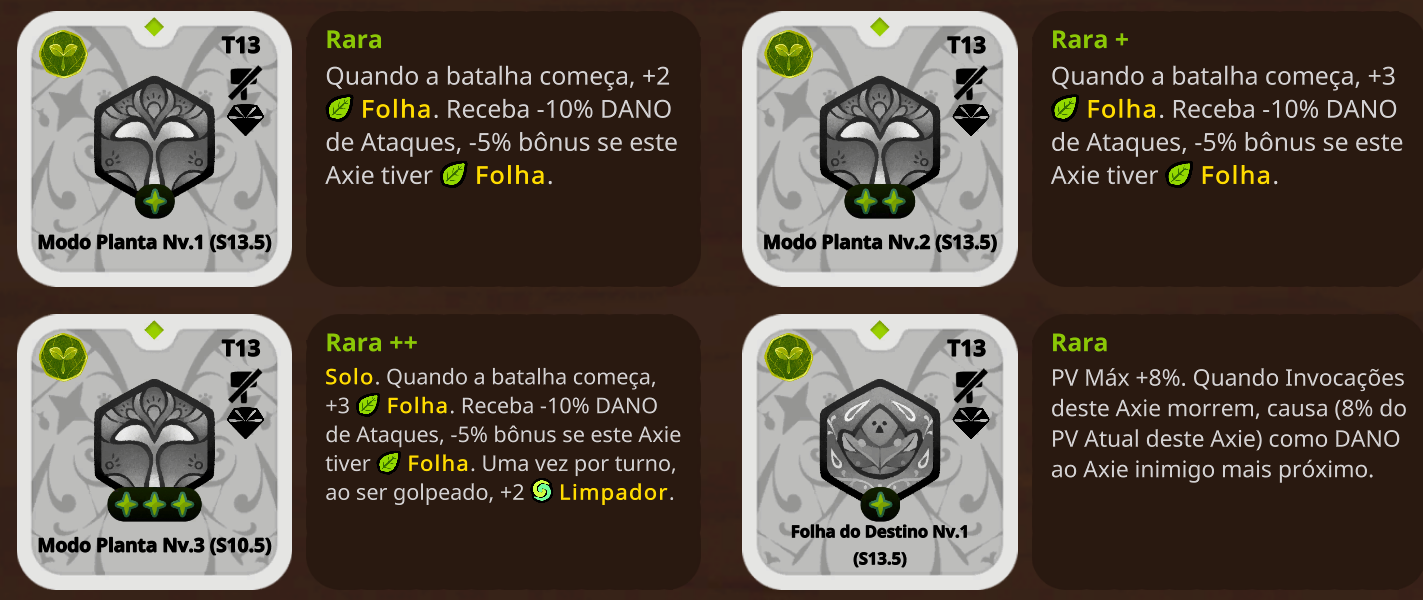 T13
Modo Planta Nv.1 (S13.5)
Rara
Quando a batalha começa, +2
Folha. Receba -10% DANO
de Ataques, -5% bônus se este
Axie tiver Folha.
T13
Modo Planta Nv.2 (S13.5)
Rara +
Quando a batalha começa, +3
Folha. Receba -10% DANO
de Ataques, -5% bônus se este
Axie tiver Folha.
T13
Modo Planta Nv.3 (S10.5)
Rara ++
Solo. Quando a batalha começa,
+3 Folha. Receba -10% DANO
de Ataques, -5% bônus se este Axie
tiver Folha. Uma vez por turno,
ao ser golpeado, +2 Limpador.
T13
Folha do Destino Nv.1
(S13.5)
Rara
PV Máx +8%. Quando Invocações
deste Axie morrem, causa (8% do
PV Atual deste Axie) como DANO
ao Axie inimigo mais próximo.